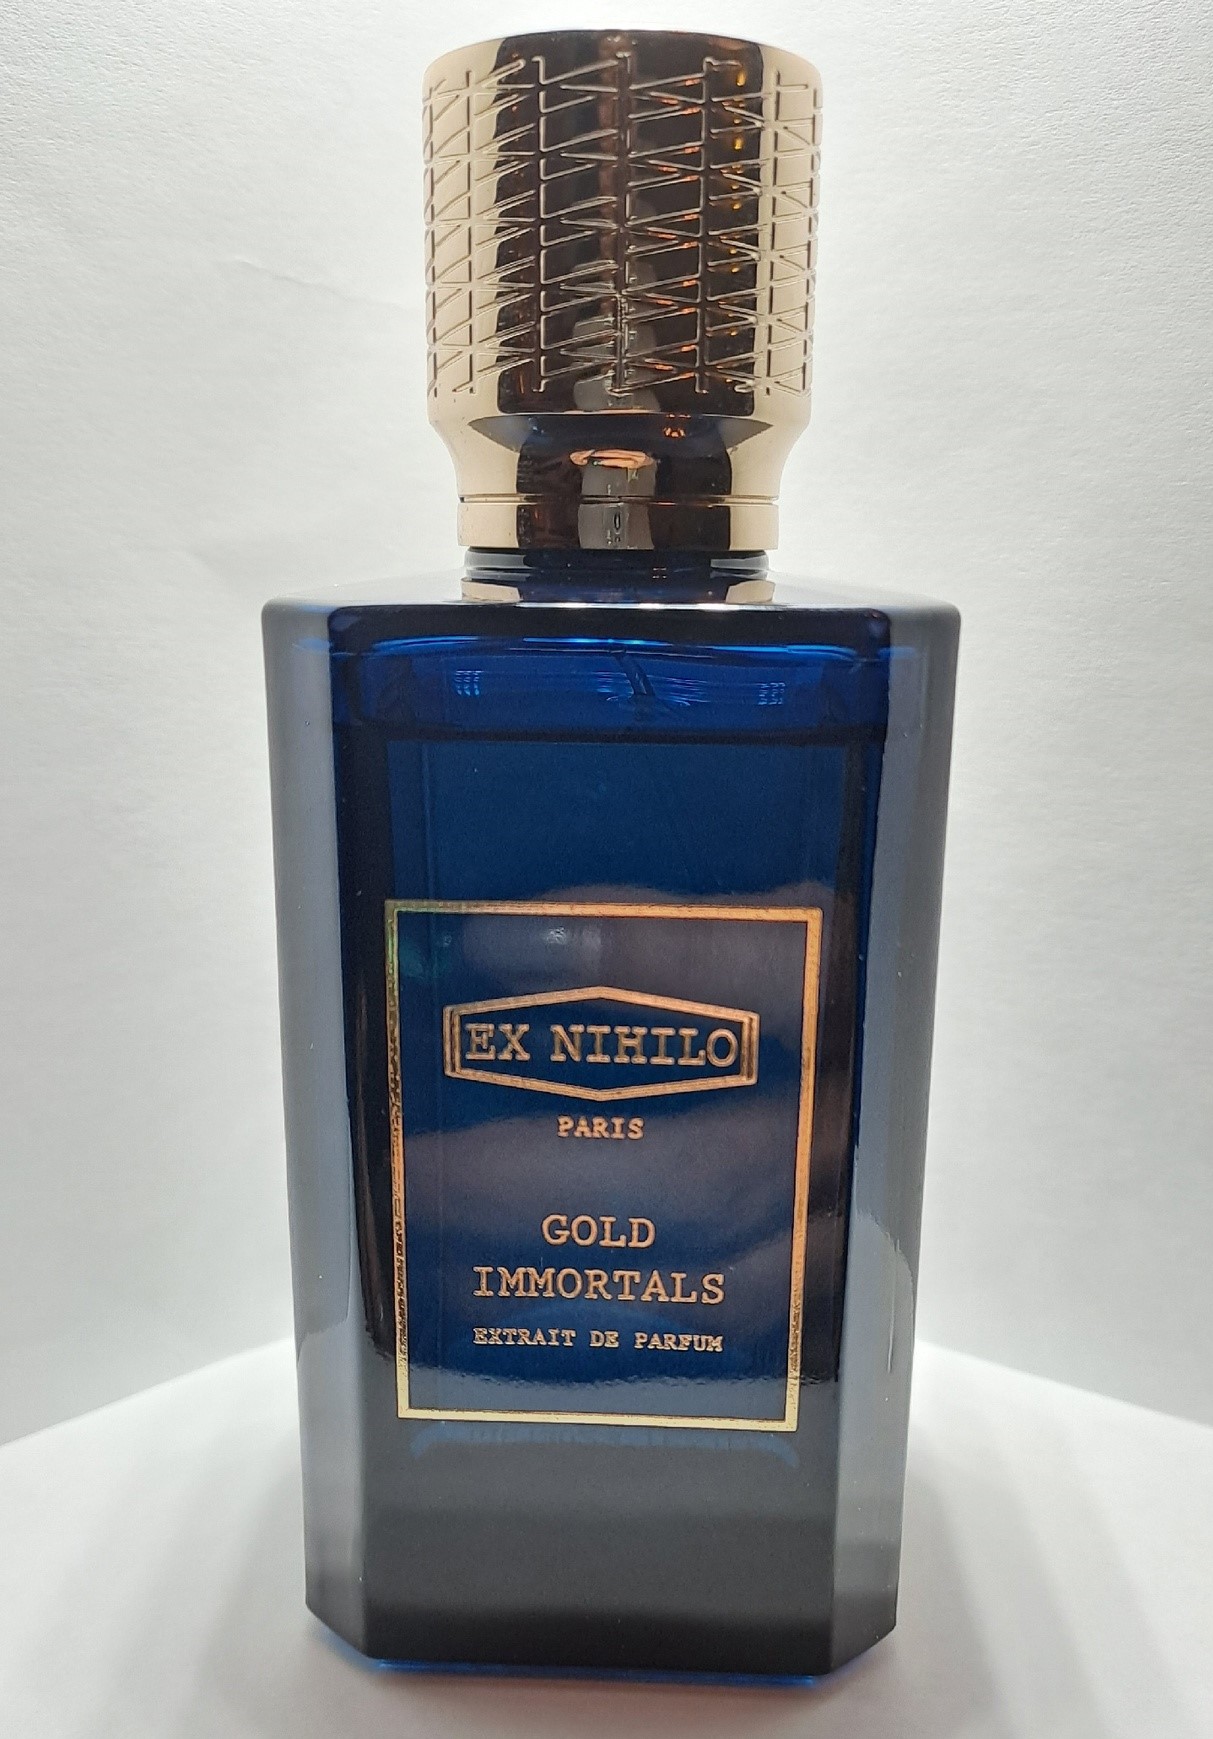 EX NIHILO
PARIS
GOLD
IMMORTALS
EXTRAIT DE PARFUM